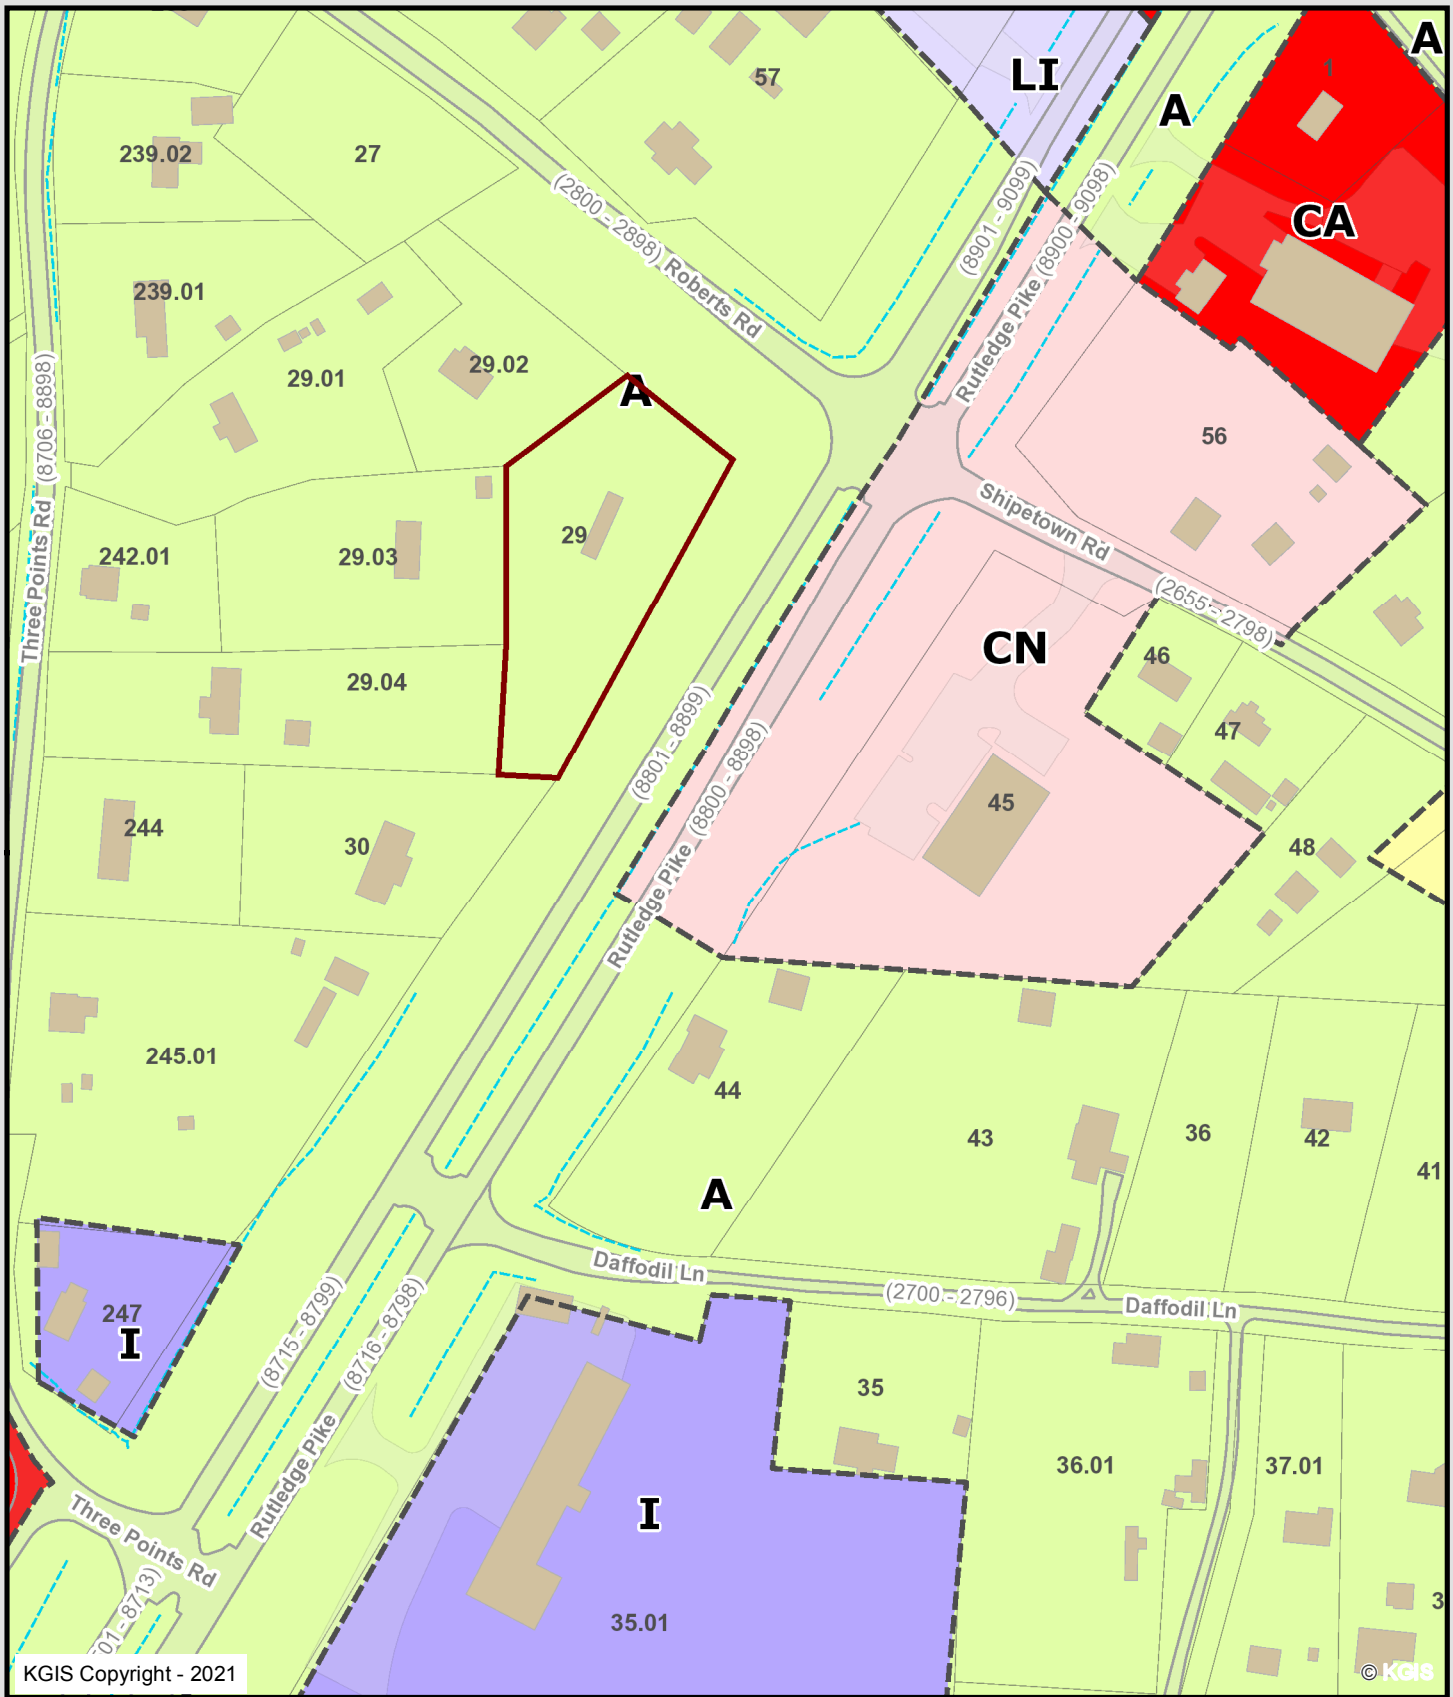 A
LI
57
1
A
239.02
27
(2800 - 2898)
(8901 - 9099)
(8900 - 9098)
CA
239.01
Roberts Rd
Rutledge Pike
29.02
29.01
A
(8706 - 8898)
56
Shipetown Rd
29
242.01
29.03
Three Points Rd
(2655 - 2798)
CN
46
29.04
47
(8801 - 8899)
(8800 - 8898)
45
244
30
48
Rutledge Pike
245.01
44
43
36
42
41
A
Daffodil Ln
(2700 - 2796)
Daffodil Ln
247
I
(8715 - 8799)
(8716 - 8798)
35
Rutledge Pike
36.01
37.01
I
Three Points Rd
01 - 8713)
35.01
3
KGIS Copyright - 2021
© KGIS